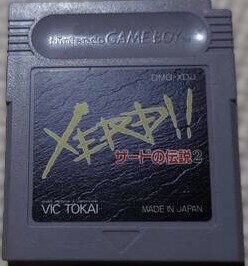 Nintendo GAME BOY
DMG-XDJ
XERD!!
ザードの伝説2
VIC TOKAI
MADE IN JAPAN